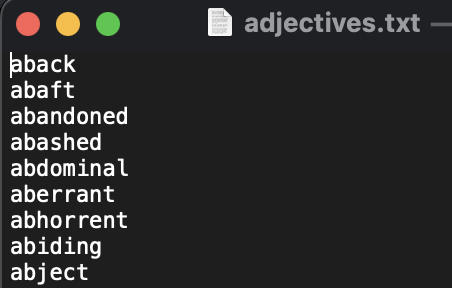 adjectives.txt —
aback
abaft
abandoned
abashed
abdominal
aberrant
abhorrent
abiding
abject